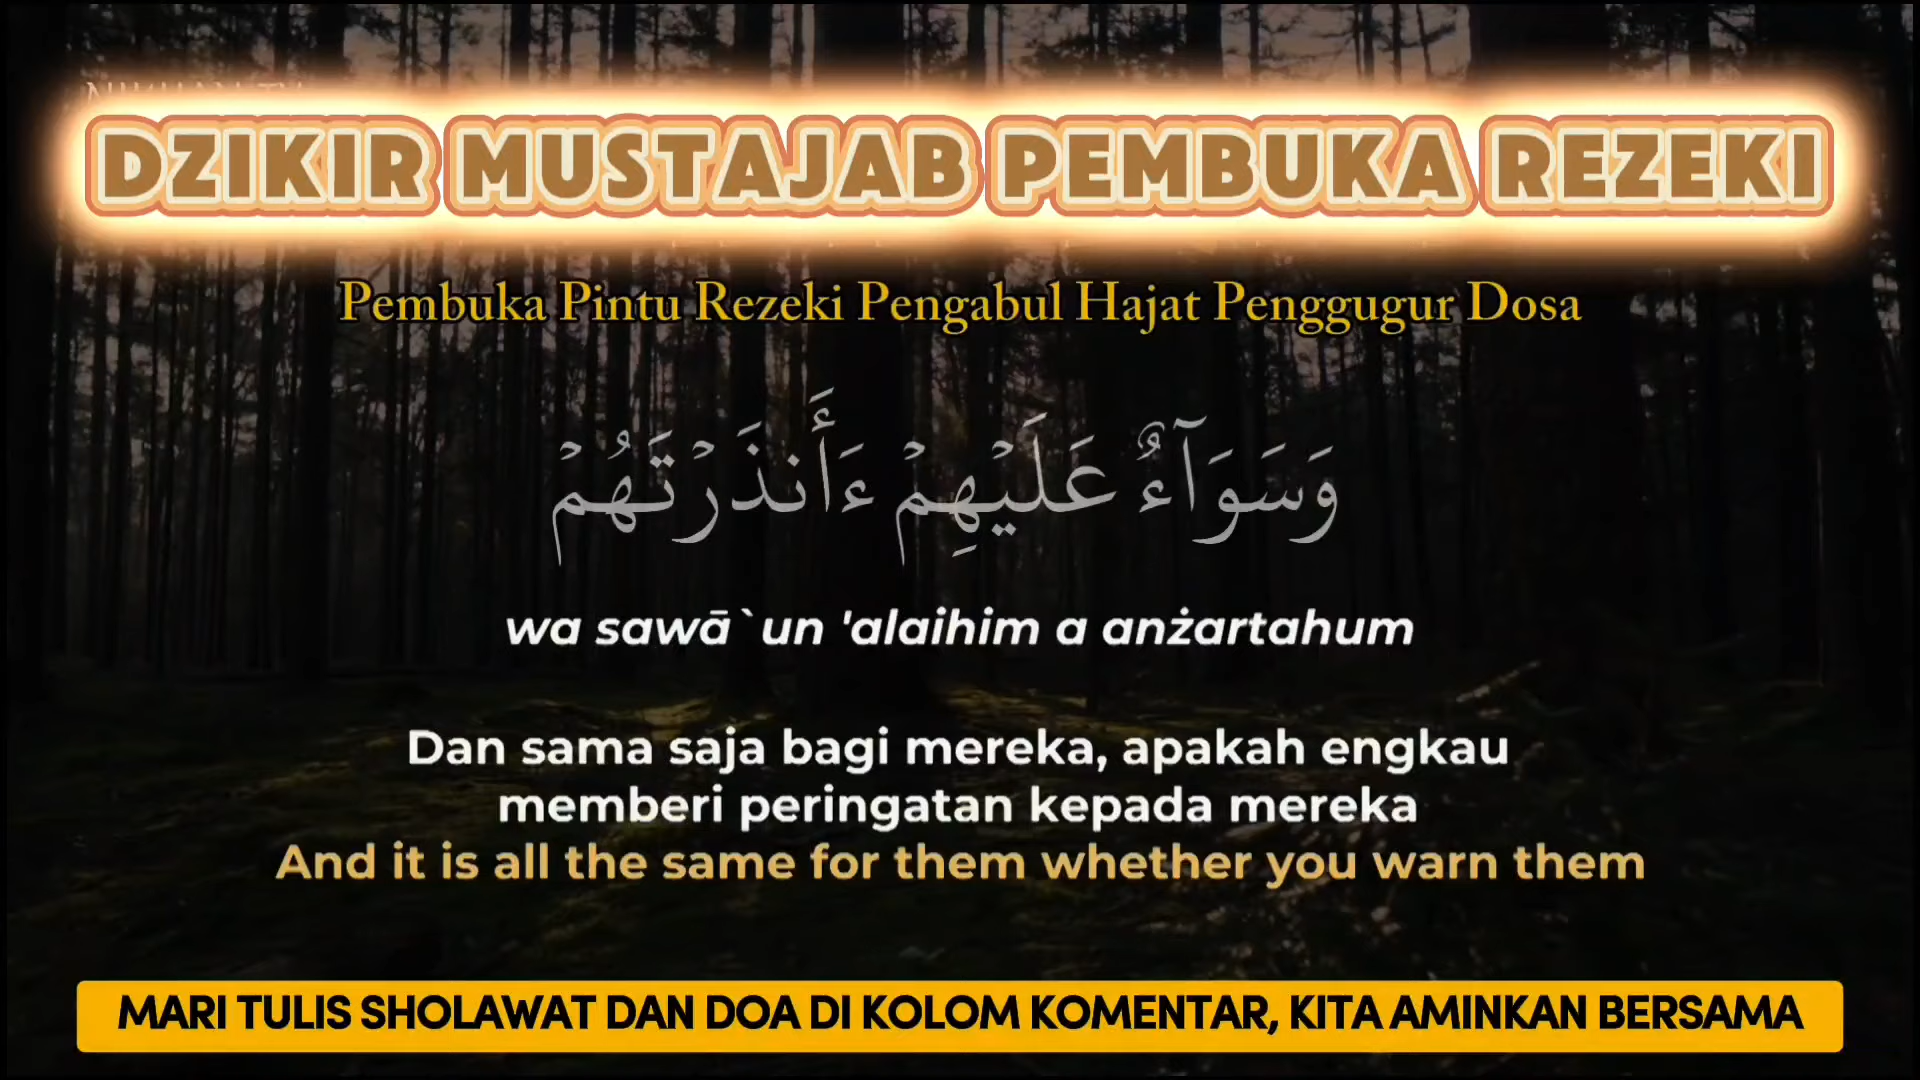 DZIKIR MUSTAJAB PEMBUKA REZEKI
Pembuka Pintu Rezeki Pengabul Hajat Penggugur Dosa
وَسَوَآءٌ عَلَيۡهِمۡ ءَأَنذَرۡتَهُمۡ
wa sawā`un 'alaihim a anżartahum
Dan sama saja bagi mereka, apakah engkau
memberi peringatan kepada mereka
And it is all the same for them whether you warn them
MARI TULIS SHOLAWAT DAN DOA DI KOLOM KOMENTAR, KITA AMINKAN BERSAMA